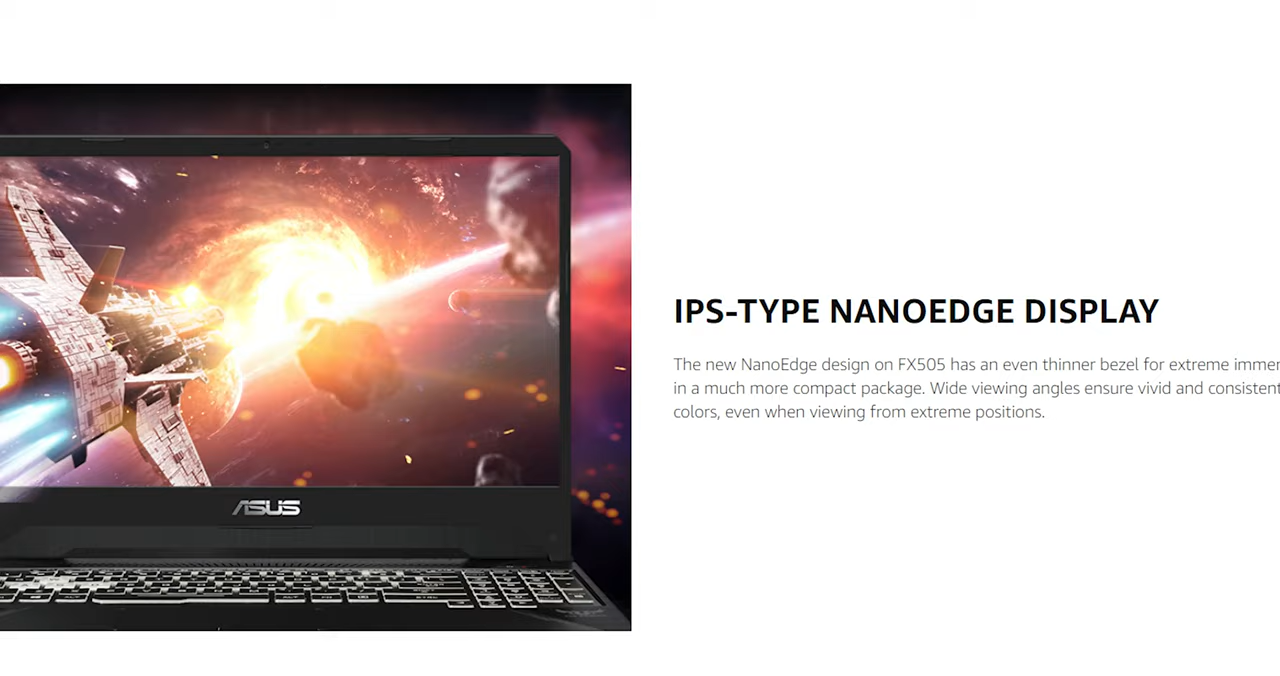 IPS-TYPE NANOEDGE DISPLAY
The new NanoEdge design on FX505 has an even thinner bezel for extreme immer
in a much more compact package. Wide viewing angles ensure vivid and consistent
colors, even when viewing from extreme positions.
ASUS